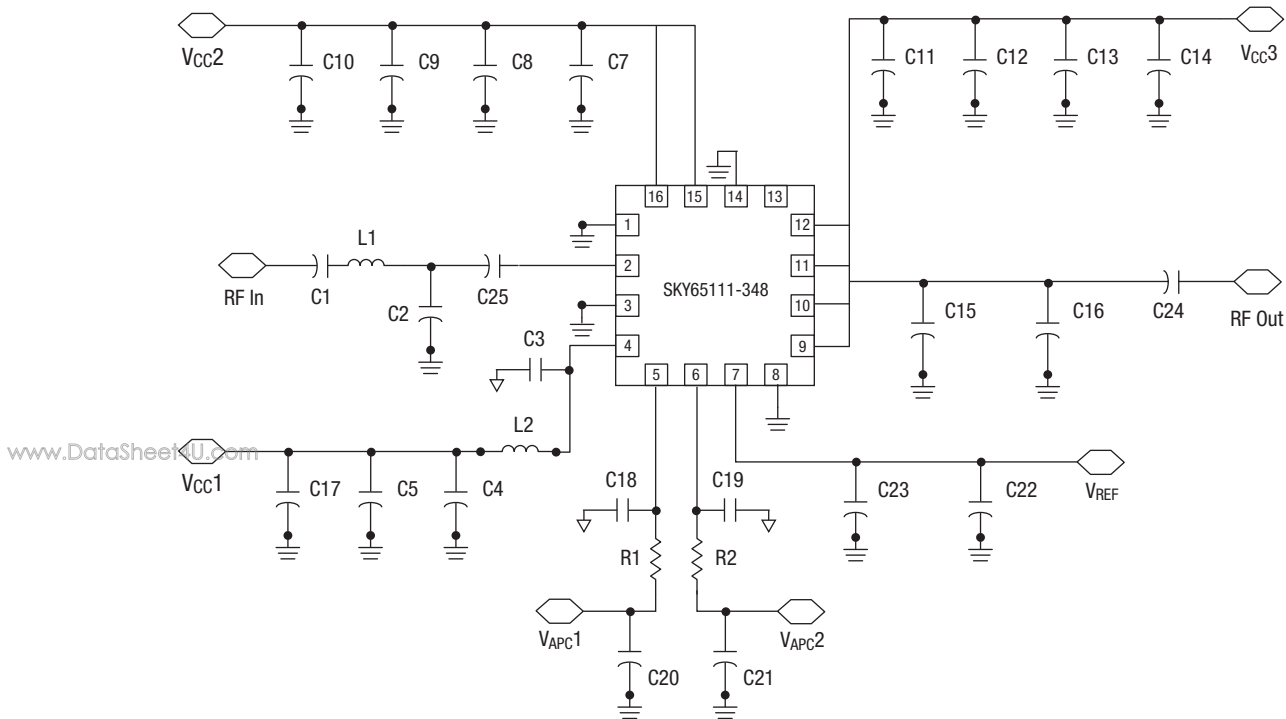 VCC2
C10
C9
C8
C7
C11
C12
C13
C14
VCC3
16
15
14
13
1
12
L1
2
11
RF In
C1
C25
SKY65111-348
C2
3
10
C15
C16
C24
RF Out
C3
4
9
5
6
7
8
L2
www.DataSheet4U.com
VCC1
C17
C5
C4
C18
C19
C23
C22
VREF
R1
R2
VAPC1
VAPC2
C20
C21